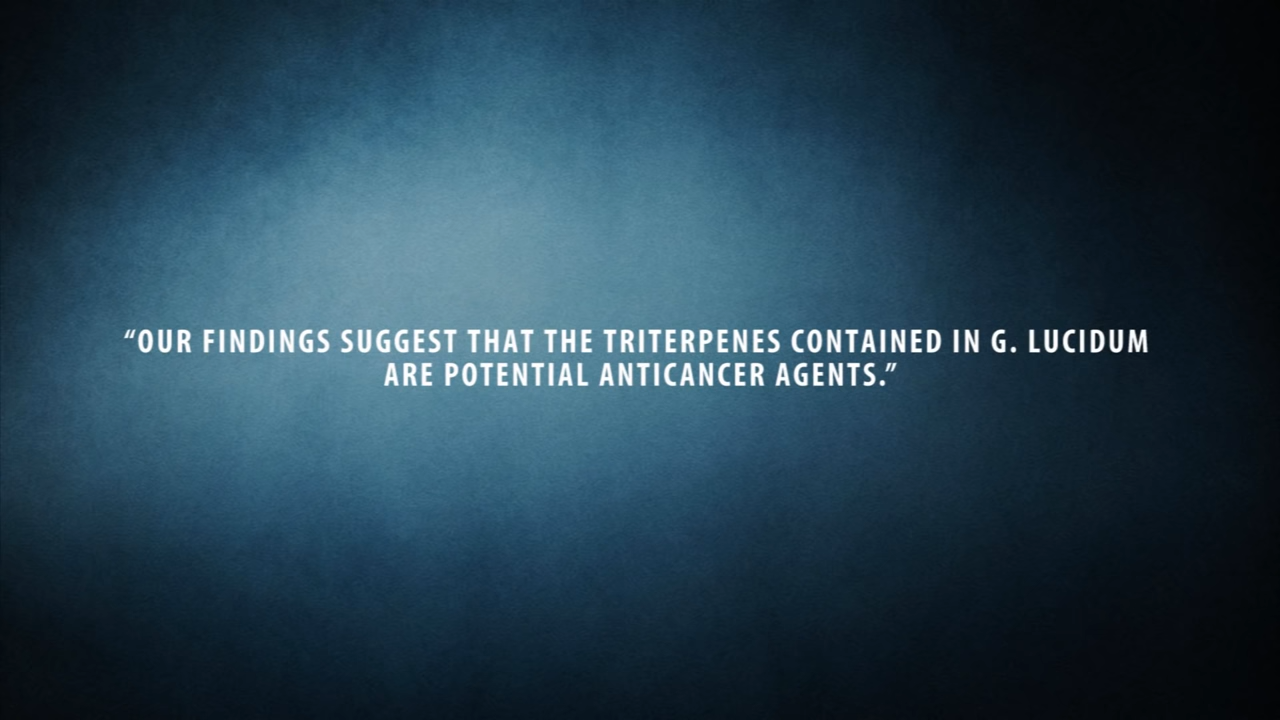 “OUR FINDINGS SUGGEST THAT THE TRITERPENES CONTAINED IN G. LUCIDUM
ARE POTENTIAL ANTICANCER AGENTS.”